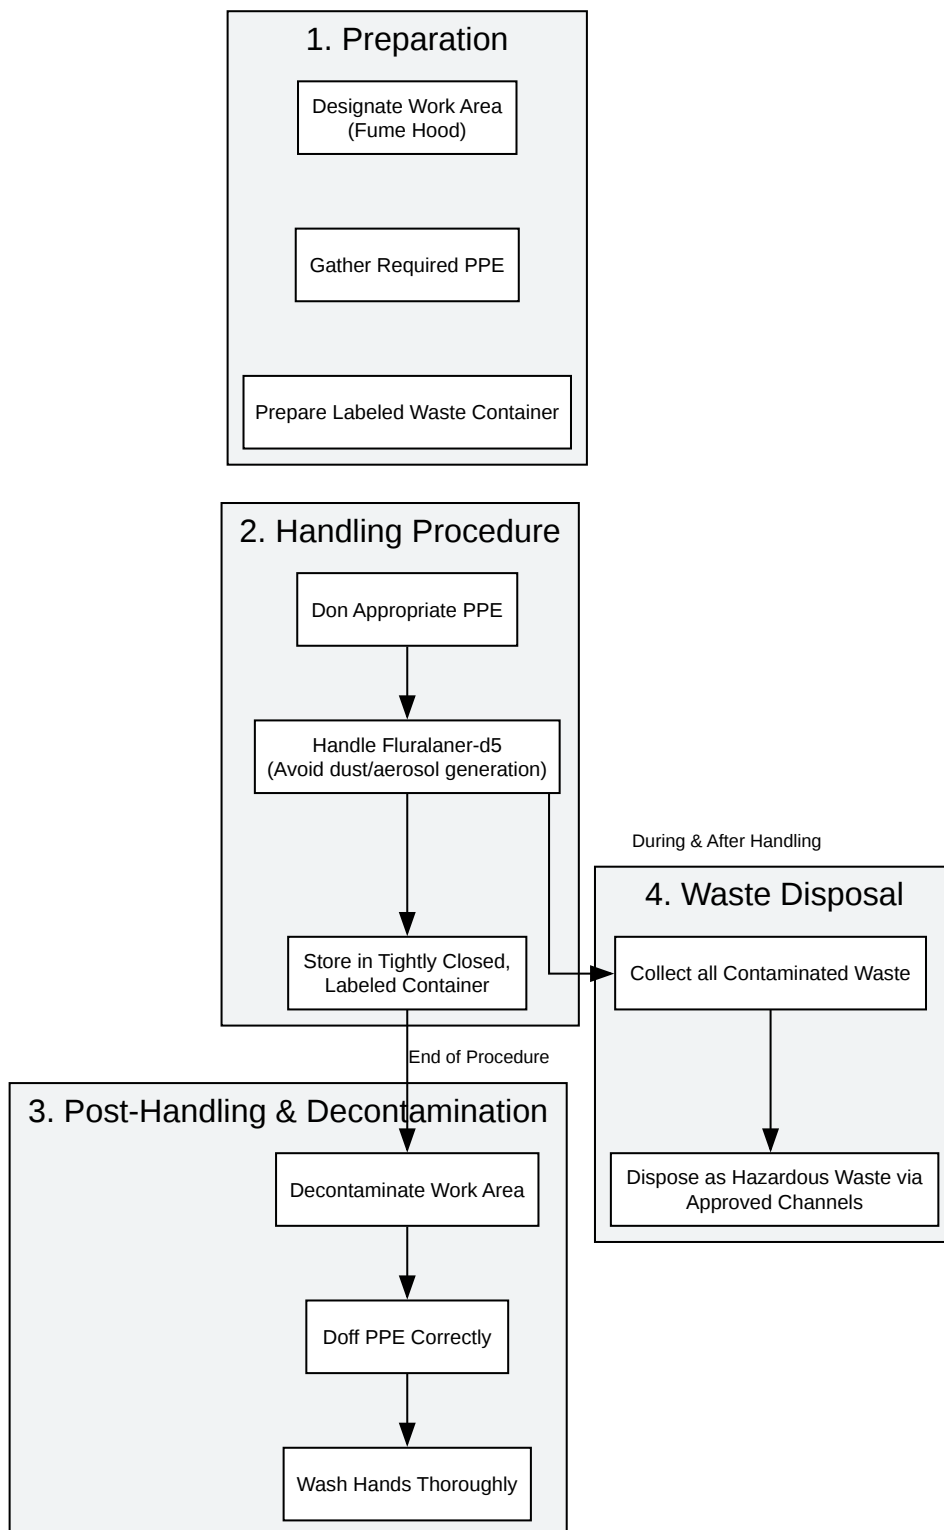 1. Preparation
Designate Work Area
(Fume Hood)
Gather Required PPE
Prepare Labeled Waste Container
2. Handling Procedure
Don Appropriate PPE
Handle Fluralaner-d5
(Avoid dust/aerosol generation)
Store in Tightly Closed,
Labeled Container
End of Procedure
3. Post-Handling & Decontamination
Decontaminate Work Area
Doff PPE Correctly
Wash Hands Thoroughly
During & After Handling
4. Waste Disposal
Collect all Contaminated Waste
Dispose as Hazardous Waste via
Approved Channels